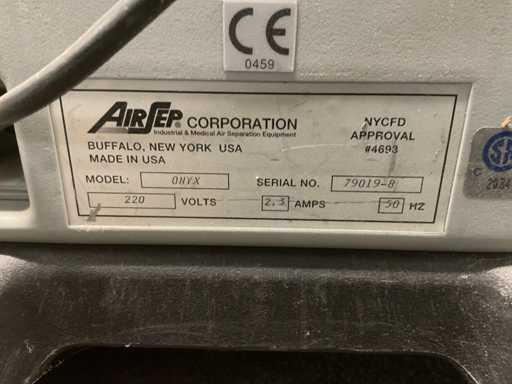 CE
0459
AIRSEP CORPORATION
Industrial & Medical Air Separation Equipment
BUFFALO, NEW YORK USA
MADE IN USA
NYCFD
APPROVAL
#4693
MODEL: ONYX SERIAL NO. 79019-8
220 VOLTS 2.3 AMPS 50 HZ
C